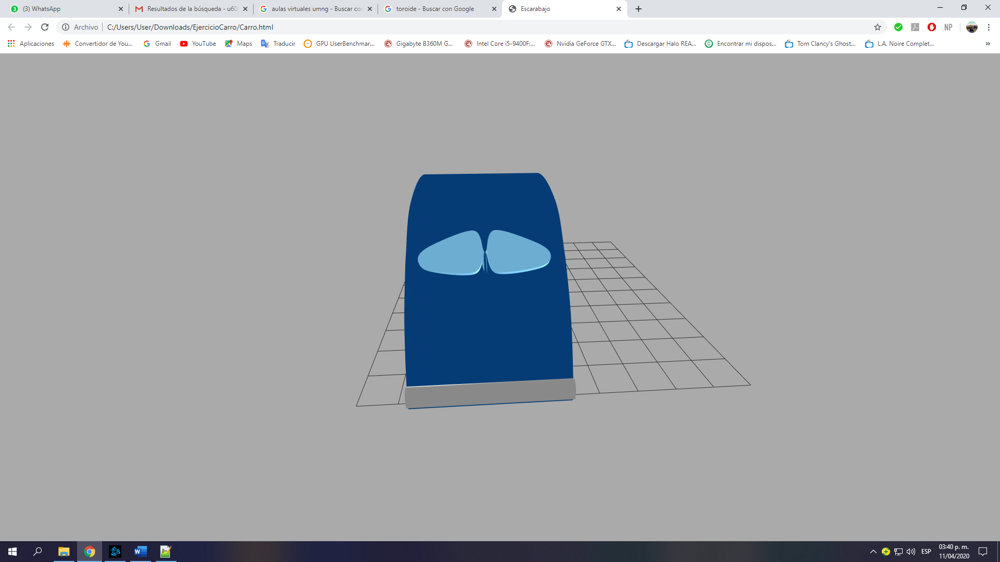 (3) WhatsApp
Resultados de la búsqueda - u60
aulas virtuales umng - Buscar con
toroide - Buscar con Google
Escarabajo
Archivo
C:/Users/User/Downloads/EjercicioCarro/Carro.html
NP
Aplicaciones
Convertidor de You...
Gmail
YouTube
Maps
Traducir
GPU UserBenchmar...
Gigabyte B360M G...
Intel Core i5-9400F:...
Nvidia GeForce GTX...
Descargar Halo REA...
Encontrar mi dispos...
Tom Clancy's Ghost...
L.A. Noire Complet...
»
ESP
03:40 p. m.
11/04/2020